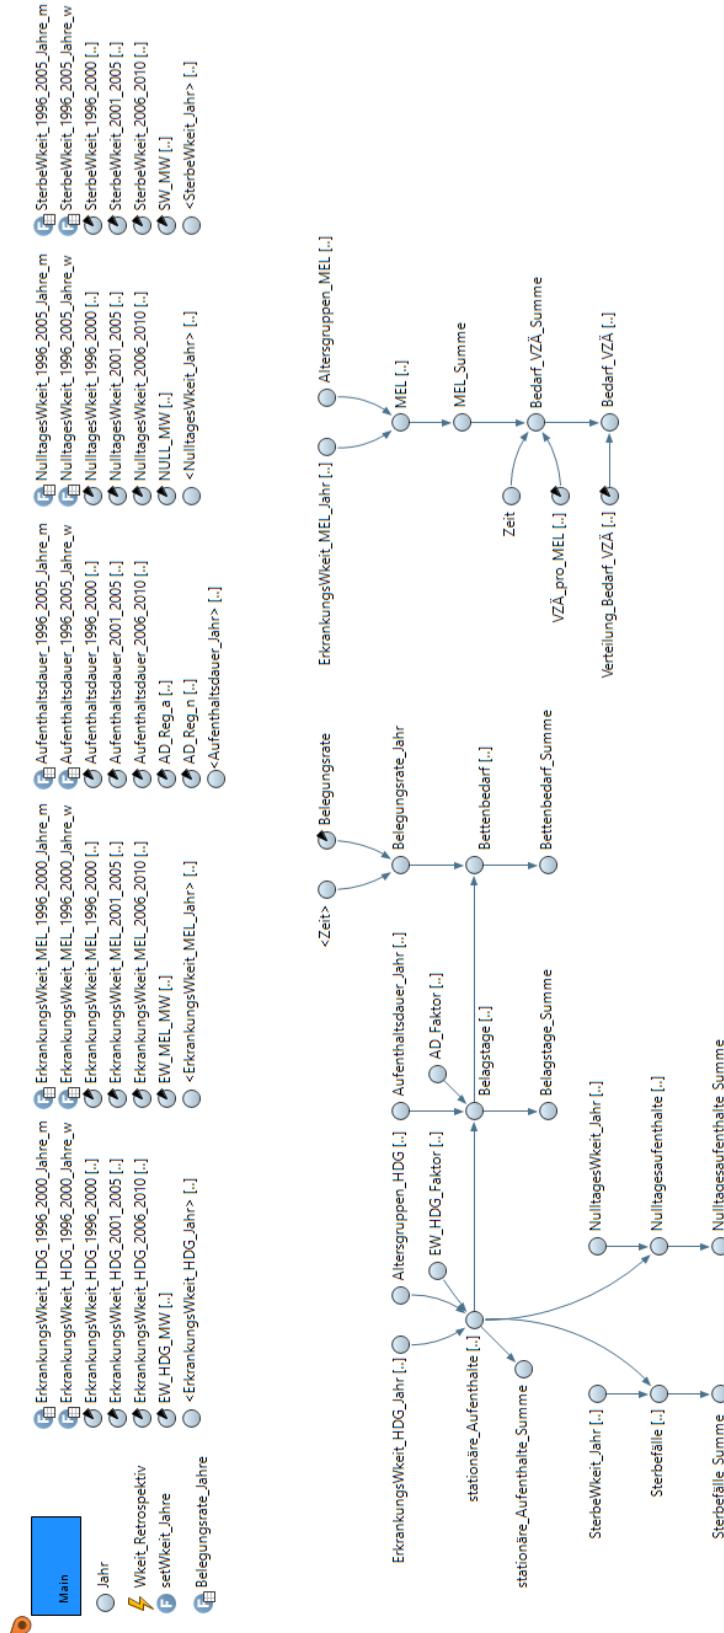 Main
Jahr
Wkeit_Retrospektiv
setWkeit_Jahre
Belegungsrate_Jahre
ErkrankungsWkeit_HDG_1996_2000_Jahre_m
ErkrankungsWkeit_HDG_1996_2000_Jahre_w
ErkrankungsWkeit_HDG_1996_2000 [..]
ErkrankungsWkeit_HDG_2001_2005 [..]
ErkrankungsWkeit_HDG_2006_2010 [..]
EW_HDG_MW [..]
<ErkrankungsWkeit_HDG_Jahr> [..]
ErkrankungsWkeit_MEL_1996_2000_Jahre_m
ErkrankungsWkeit_MEL_1996_2000_Jahre_w
ErkrankungsWkeit_MEL_1996_2000 [..]
ErkrankungsWkeit_MEL_2001_2005 [..]
ErkrankungsWkeit_MEL_2006_2010 [..]
EW_MEL_MW [..]
<ErkrankungsWkeit_MEL_Jahr> [..]
Aufenthaltsdauer_1996_2005_Jahre_m
Aufenthaltsdauer_1996_2005_Jahre_w
Aufenthaltsdauer_1996_2000 [..]
Aufenthaltsdauer_2001_2005 [..]
Aufenthaltsdauer_2006_2010 [..]
AD_Reg_a [..]
AD_Reg_n [..]
<Aufenthaltsdauer_Jahr> [..]
NulltagesWkeit_1996_2005_Jahre_m
NulltagesWkeit_1996_2005_Jahre_w
NulltagesWkeit_1996_2000 [..]
NulltagesWkeit_2001_2005 [..]
NulltagesWkeit_2006_2010 [..]
NULL_MW [..]
<NulltagesWkeit_Jahr> [..]
SterbeWkeit_1996_2005_Jahre_m
SterbeWkeit_1996_2005_Jahre_w
SterbeWkeit_1996_2000 [..]
SterbeWkeit_2001_2005 [..]
SterbeWkeit_2006_2010 [..]
SW_MW [..]
<SterbeWkeit_Jahr> [..]
ErkrankungsWkeit_HDG_Jahr [..]
Altersgruppen_HDG [..]
EW_HDG_Faktor [..]
stationäre_Aufenthalte [..]
stationäre_Aufenthalte_Summe
SterbeWkeit_Jahr [..]
Sterbefälle [..]
Sterbefälle_Summe
NulltagesWkeit_Jahr [..]
Nulltagesaufenthalte [..]
Nulltagesaufenthalte_Summe
Aufenthaltsdauer_Jahr [..]
AD_Faktor [..]
Belagstage [..]
Belagstage_Summe
<Zeit>
Belegungsrate
Belegungsrate_Jahr
Bettenbedarf [..]
Bettenbedarf_Summe
ErkrankungsWkeit_MEL_Jahr [..]
Altersgruppen_MEL [..]
MEL [..]
MEL_Summe
Zeit
VZÄ_pro_MEL [..]
Bedarf_VZÄ_Summe
Verteilung_Bedarf_VZÄ [..]
Bedarf_VZÄ [..]